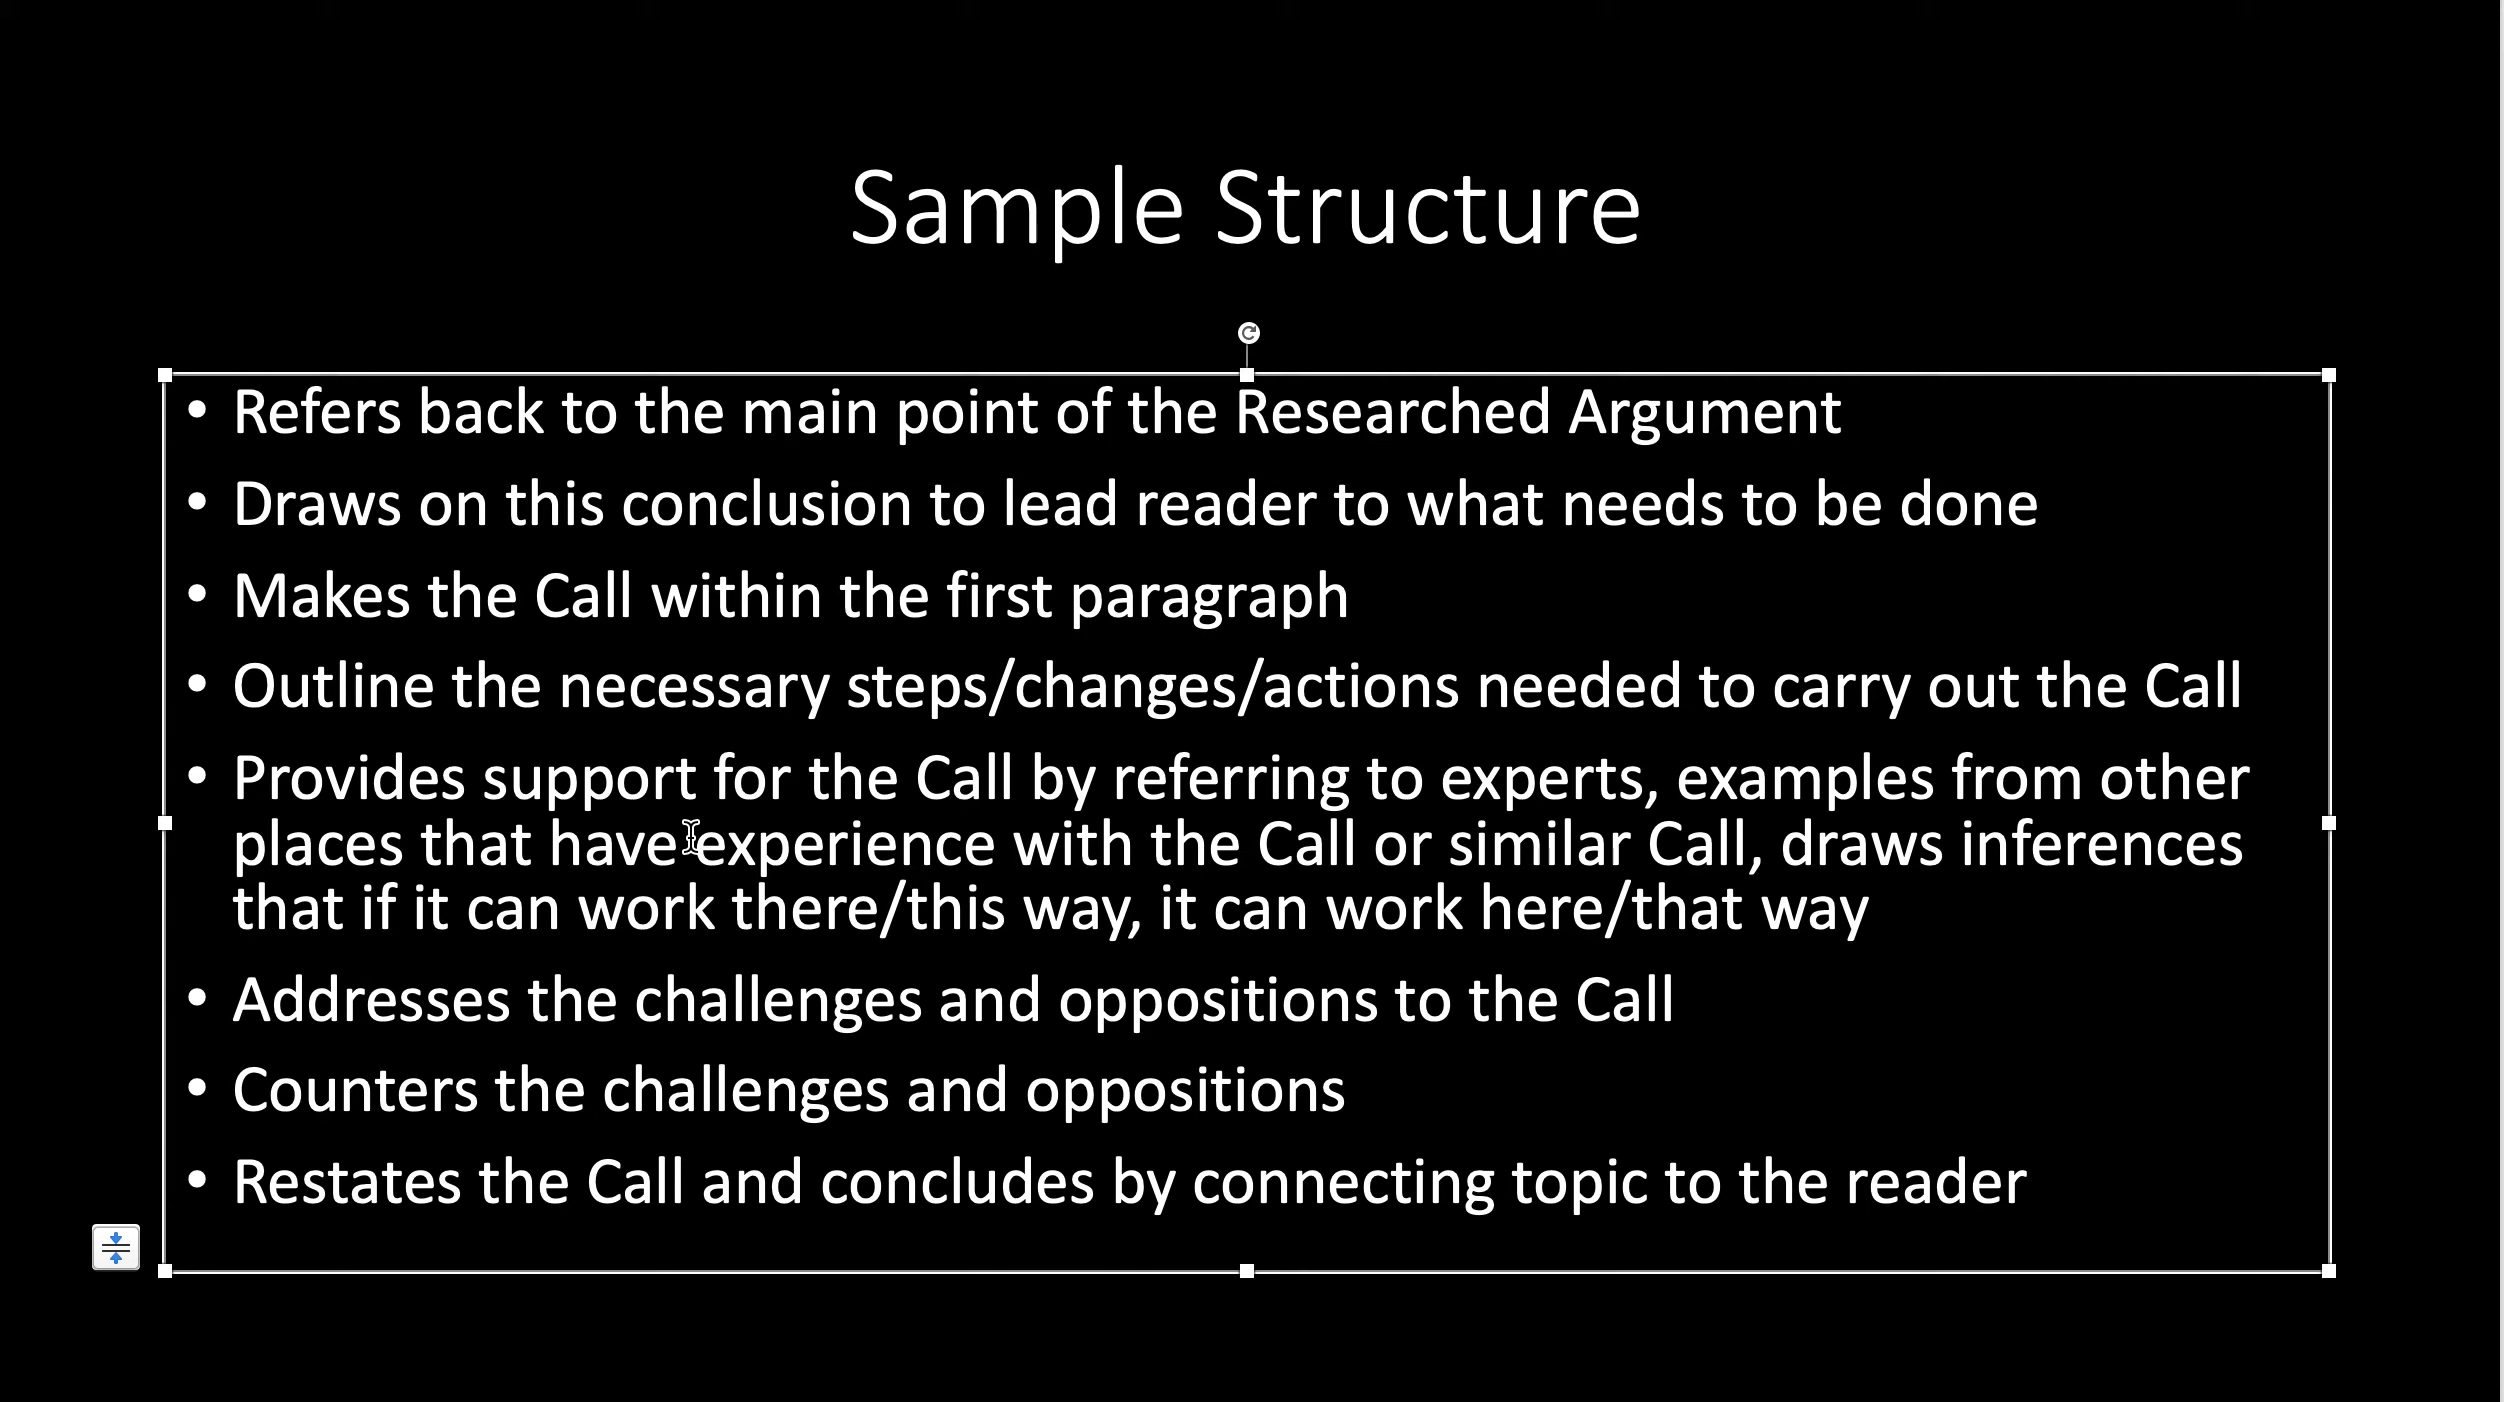 Sample Structure
• Refers back to the main point of the Researched Argument
• Draws on this conclusion to lead reader to what needs to be done
• Makes the Call within the first paragraph
• Outline the necessary steps/changes/actions needed to carry out the Call
• Provides support for the Call by referring to experts, examples from other
places that have experience with the Call or similar Call, draws inferences
that if it can work there/this way, it can work here/that way
• Addresses the challenges and oppositions to the Call
• Counters the challenges and oppositions
• Restates the Call and concludes by connecting topic to the reader